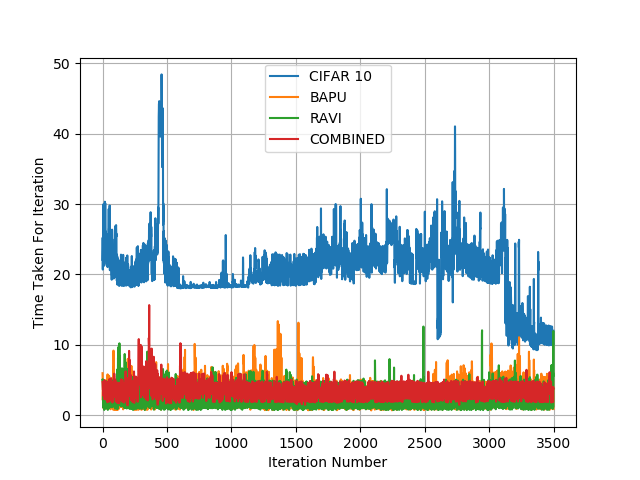 50
40
30
20
10
0
Time Taken For Iteration
CIFAR 10
BAPU
RAVI
COMBINED
0 500 1000 1500 2000 2500 3000 3500
Iteration Number